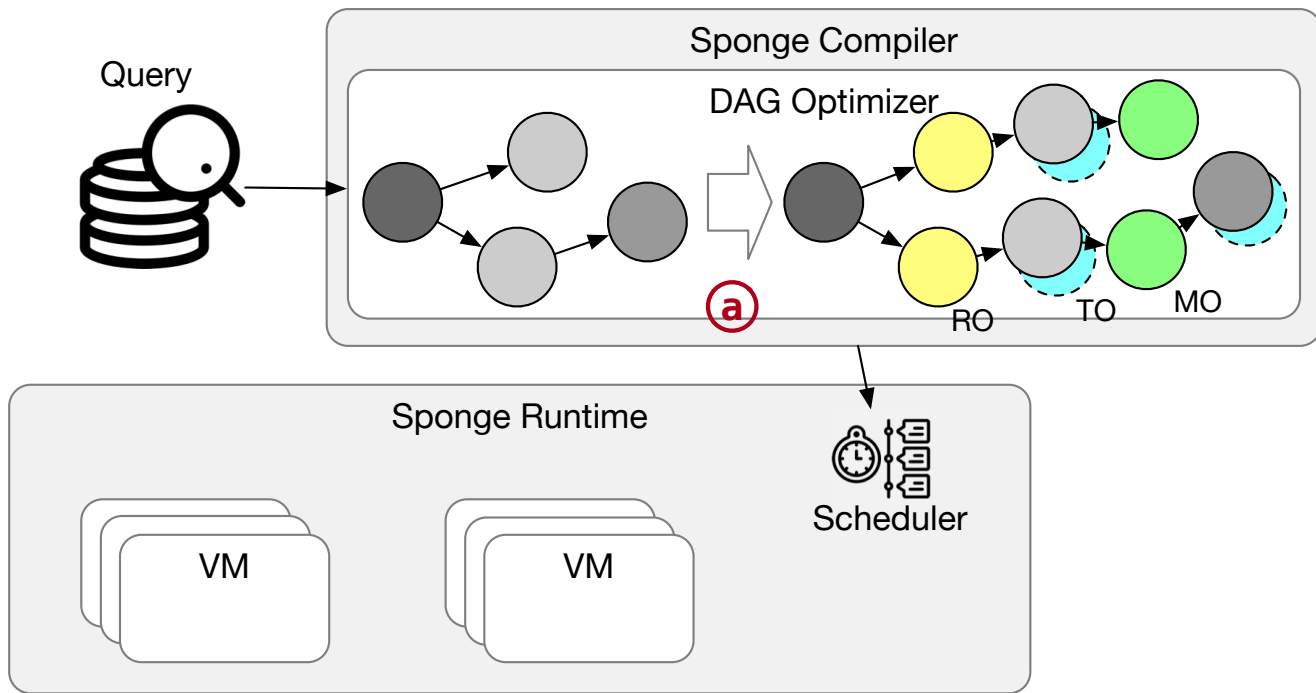 Sponge Compiler
Query
DAG Optimizer
a
RO
TO
MO
Sponge Runtime
Scheduler
VM
VM